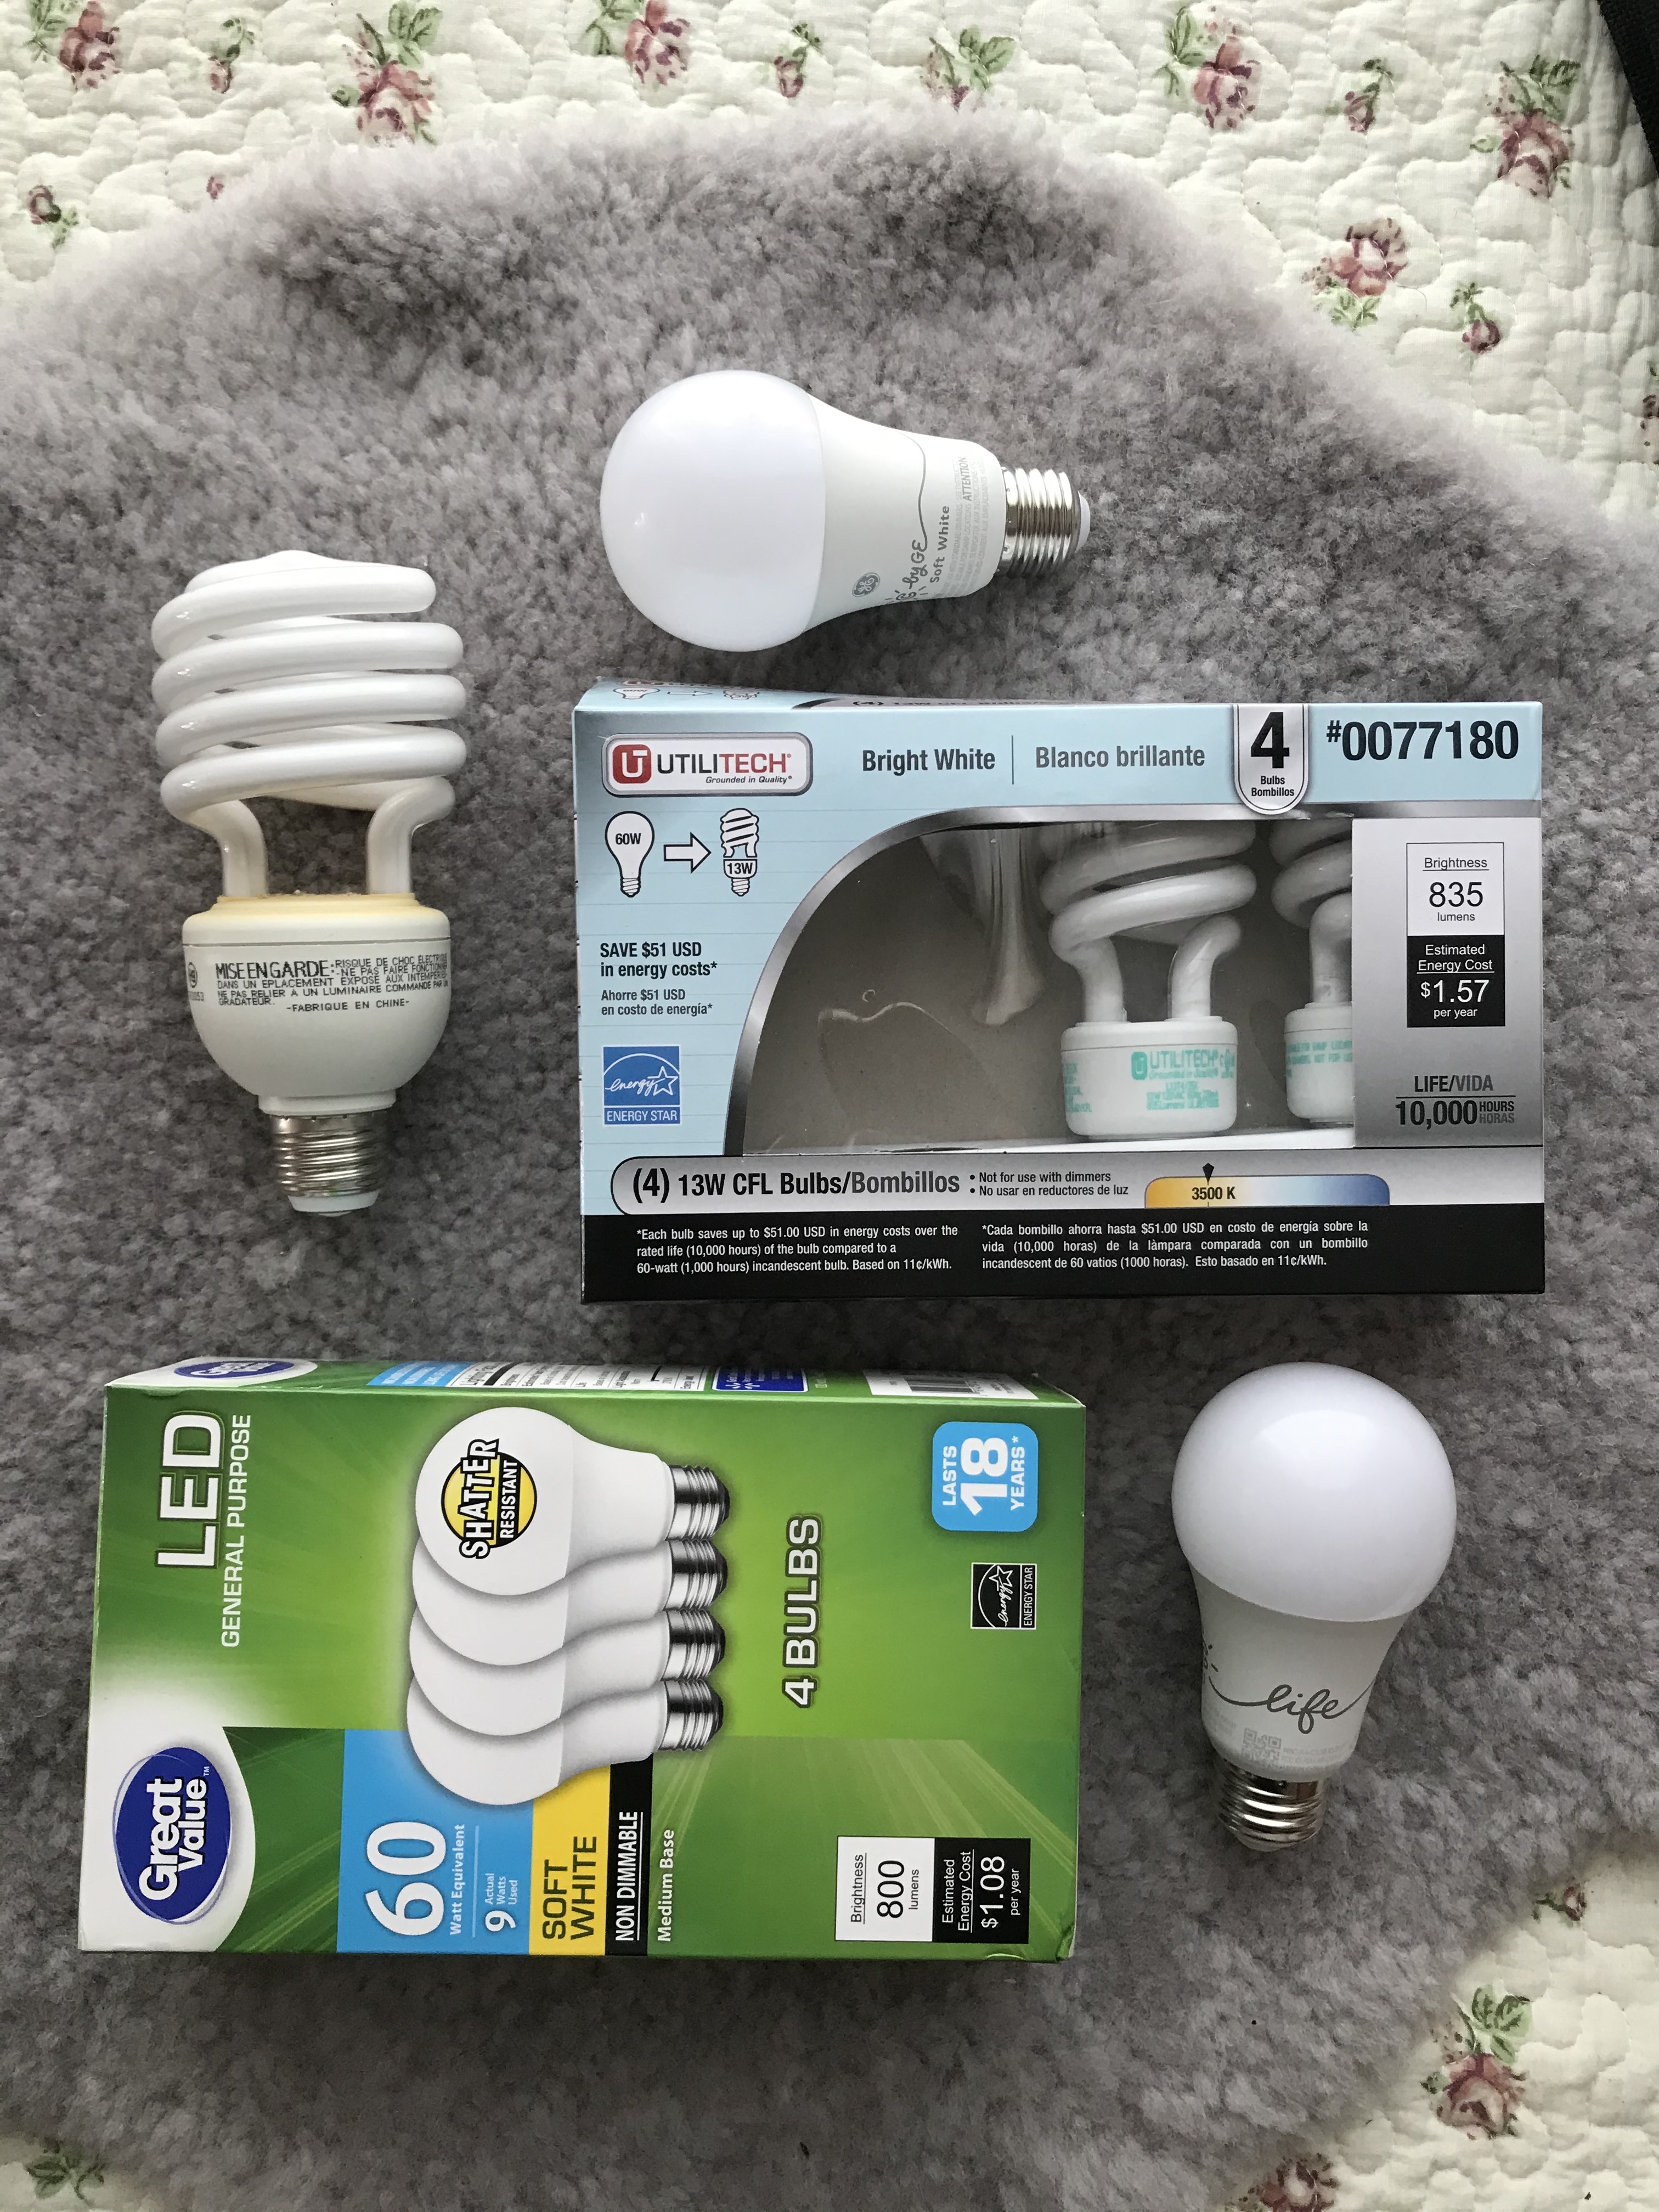 by GE
Soft White
ATTENTION
MISE EN GARDE: RISQUE DE CHOC ÉLECTRIQUE
-NE PAS FAIRE FONCTIONNER
DANS UN EPLACEMENT EXPOSÉ AUX INTEMPÉRIES
NE PAS RELIER A UN LUMINAIRE COMMANDÉ PAR UN
GRADATEUR.
-FABRIQUE EN CHINE-
UTILITECH®
Grounded in Quality®
Bright White | Blanco brillante
4
Bulbs
Bombillos
#0077180
60W
13W
SAVE $51 USD
in energy costs*
Ahorre $51 USD
en costo de energía*
energy
ENERGY STAR
UTILITECH
Brightness
835
lumens
Estimated
Energy Cost
$1.57
per year
LIFE/VIDA
10,000 HOURS
HORAS
(4) 13W CFL Bulbs/Bombillos
• Not for use with dimmers
• No usar en reductores de luz
3500 K
*Each bulb saves up to $51.00 USD in energy costs over the
rated life (10,000 hours) of the bulb compared to a
60-watt (1,000 hours) incandescent bulb. Based on 11¢/kWh.
*Cada bombillo ahorra hasta $51.00 USD en costo de energía sobre la
vida (10,000 horas) de la làmpara comparada con un bombillo
incandescent de 60 vatios (1000 horas). Esto basado en 11¢/kWh.
Great
Value™
LED
GENERAL PURPOSE
60
Watt Equivalent
9 Actual
Watts
Used
SOFT
WHITE
NON DIMMABLE
Medium Base
SHATTER
RESISTANT
4 BULBS
LASTS
18
YEARS*
energy
ENERGY STAR
Brightness
800
lumens
Estimated
Energy Cost
$1.08
per year
life